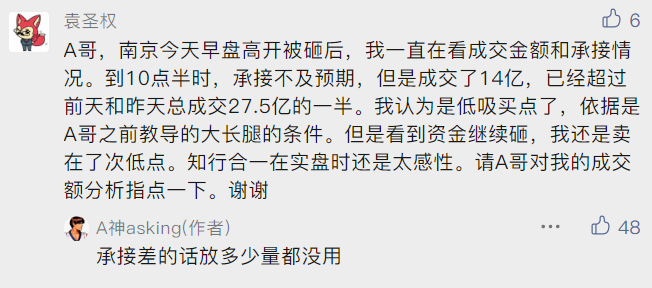 袁圣权
6
A哥，南京今天早盘高开被砸后，我一直在看成交金额和承接情
况。到10点半时，承接不及预期，但是成交了14亿，已经超过
前天和昨天总成交27.5亿的一半。我认为是低吸买点了，依据是
A哥之前教导的大长腿的条件。但是看到资金继续砸，我还是卖
在了次低点。知行合一在实盘时还是太感性。请A哥对我的成交
额分析指点一下。谢谢
A神asking(作者)
48
承接差的话放多少量都没用